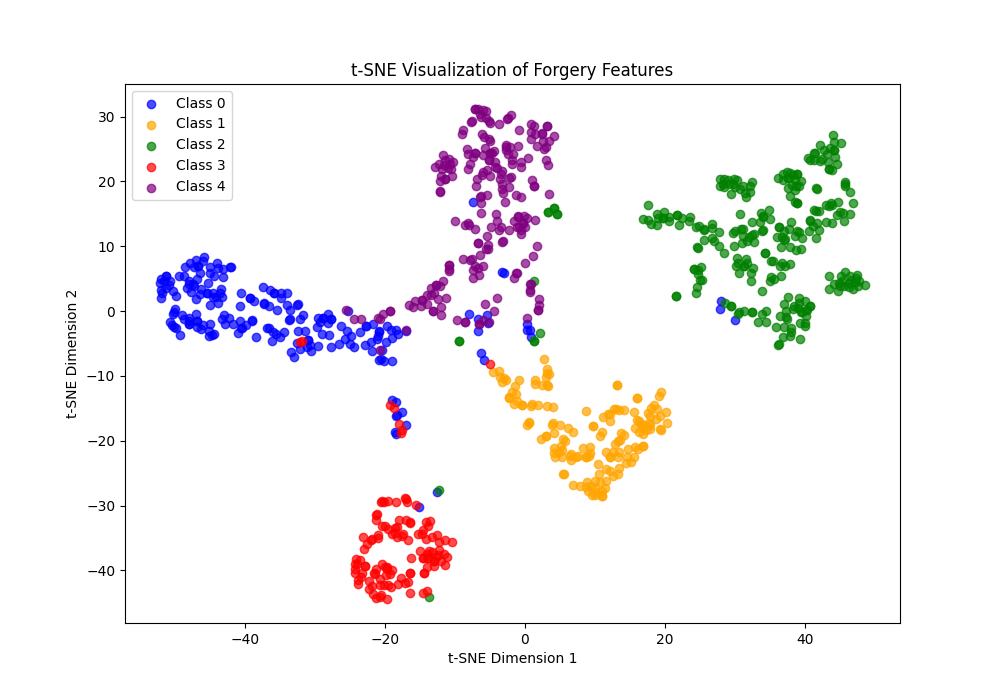 t-SNE Visualization of Forgery Features
Class 0
Class 1
Class 2
Class 3
Class 4
30
20
10
0
−10
−20
−30
−40
t-SNE Dimension 2
−40
−20
0
20
40
t-SNE Dimension 1